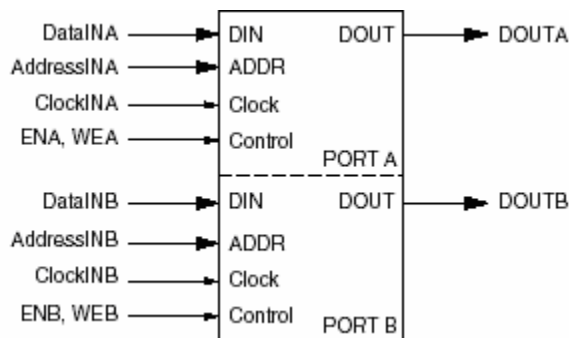 DataINA DIN DOUT DOUTA
AddressINA ADDR
ClockINA Clock
ENA, WEA Control
PORT A
DataINB DIN DOUT DOUTB
AddressINB ADDR
ClockINB Clock
ENB, WEB Control
PORT B